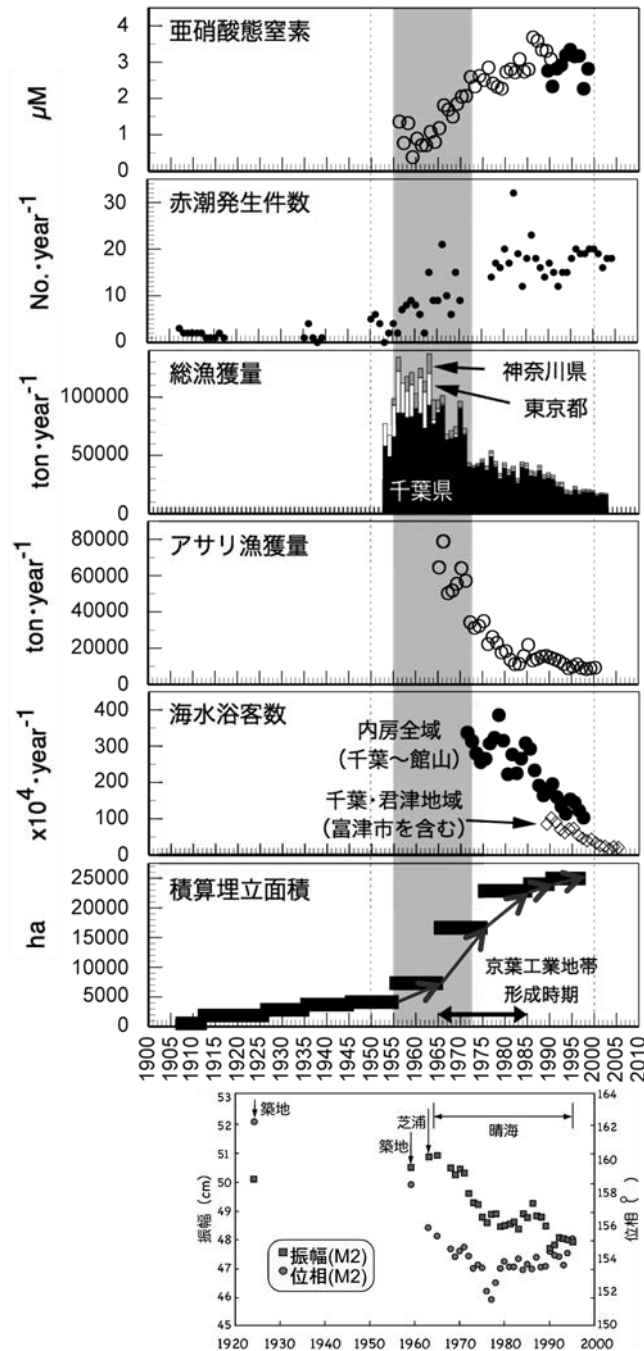 亜硝酸態窒素
μM
4
3
2
1
0
赤潮発生件数
No.・year-1
30
20
10
0
総漁獲量
神奈川県
東京都
千葉県
ton・year-1
100000
50000
0
アサリ漁獲量
ton・year-1
80000
60000
40000
20000
0
海水浴客数
内房全域
(千葉～館山)
千葉・君津地域
(富津市を含む)
x10⁴・year-1
400
300
200
100
0
積算埋立面積
京葉工業地帯
形成時期
ha
25000
20000
15000
10000
5000
0
1900 1905 1910 1915 1920 1925 1930 1935 1940 1945 1950 1955 1960 1965 1970 1975 1980 1985 1990 1995 2000 2005 2010
築地
築地
芝浦
晴海
振幅 (cm)
53
52
51
50
49
48
47
46
45
位相(°)
164
162
160
158
156
154
152
150
振幅(M2)
位相(M2)
1920 1930 1940 1950 1960 1970 1980 1990 2000